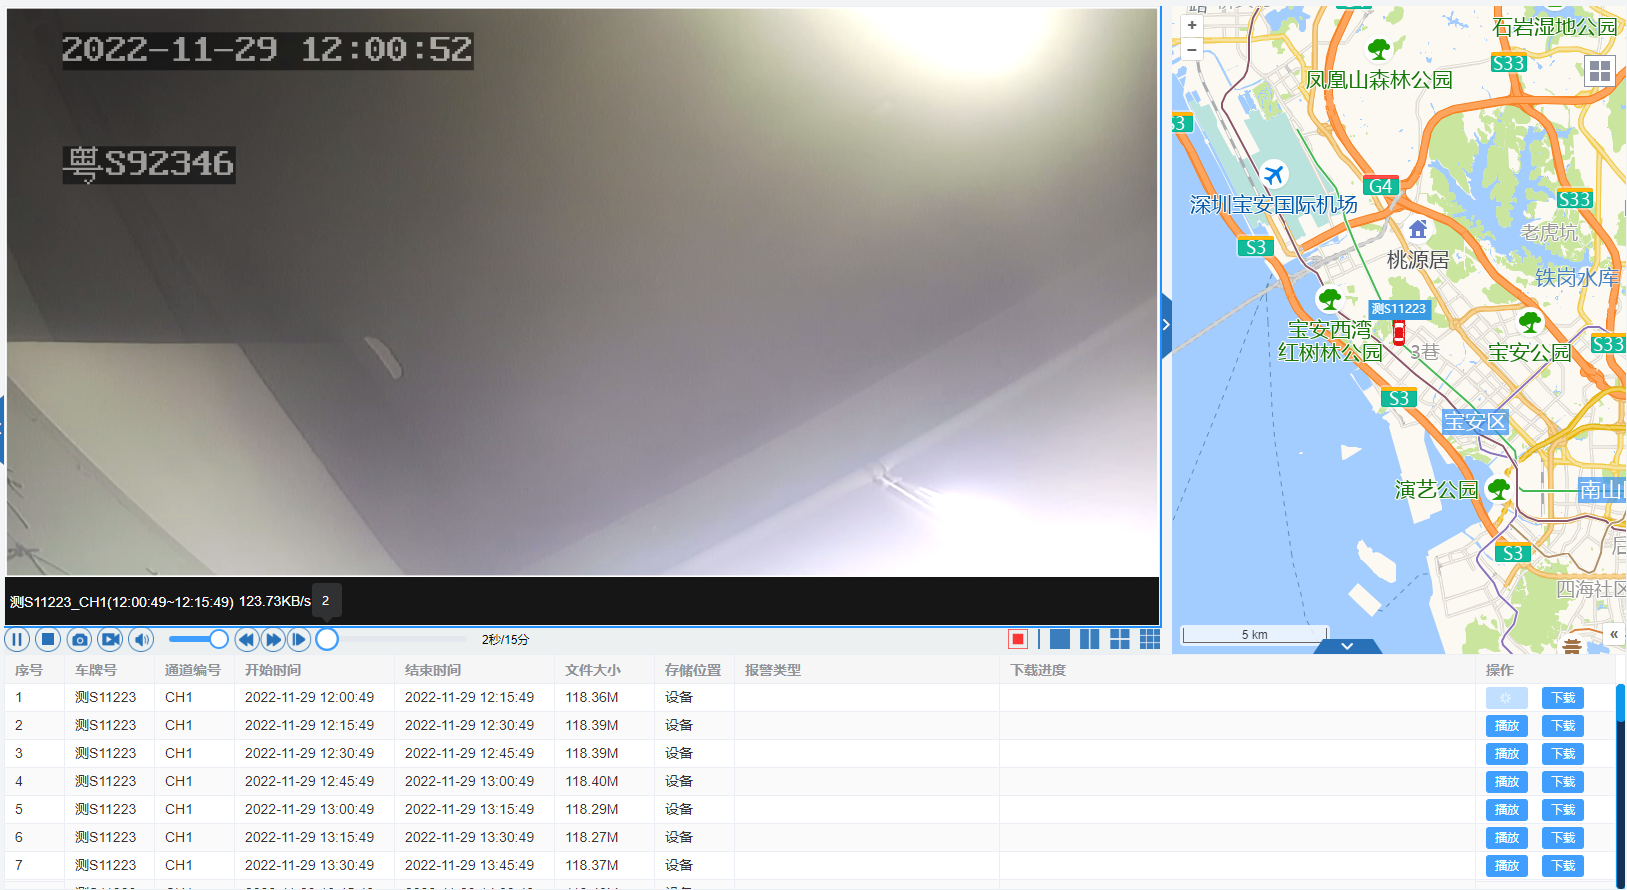 2022-11-29 12:00:52
粤S92346
测S11223_CH1(12:00:49~12:15:49) 123.73KB/s
2
2秒/15分
+
−
石岩湿地公园
S33
凤凰山森林公园
S3
G4
深圳宝安国际机场
S33
S3
老虎坑
桃源居
铁岗水库
测S11223
宝安西湾
红树林公园
3巷
宝安公园
S33
S3
宝安区
演艺公园
南山
S3
四海社区
5 km
«
序号 车牌号 通道编号 开始时间 结束时间 文件大小 存储位置 报警类型 下载进度 操作
1 测S11223 CH1 2022-11-29 12:00:49 2022-11-29 12:15:49 118.36M 设备 下载
2 测S11223 CH1 2022-11-29 12:15:49 2022-11-29 12:30:49 118.39M 设备 播放 下载
3 测S11223 CH1 2022-11-29 12:30:49 2022-11-29 12:45:49 118.39M 设备 播放 下载
4 测S11223 CH1 2022-11-29 12:45:49 2022-11-29 13:00:49 118.40M 设备 播放 下载
5 测S11223 CH1 2022-11-29 13:00:49 2022-11-29 13:15:49 118.29M 设备 播放 下载
6 测S11223 CH1 2022-11-29 13:15:49 2022-11-29 13:30:49 118.27M 设备 播放 下载
7 测S11223 CH1 2022-11-29 13:30:49 2022-11-29 13:45:49 118.37M 设备 播放 下载